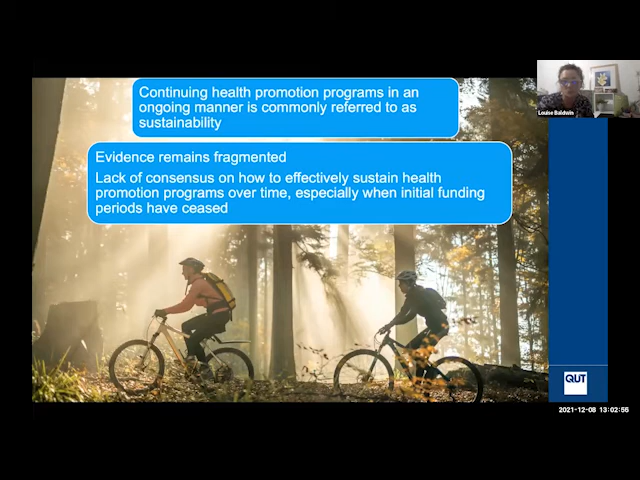 Continuing health promotion programs in an
ongoing manner is commonly referred to as
sustainability
Louise Baldwin
Evidence remains fragmented
Lack of consensus on how to effectively sustain health
promotion programs over time, especially when initial funding
periods have ceased
QUT
2021-12-08 13:02:56